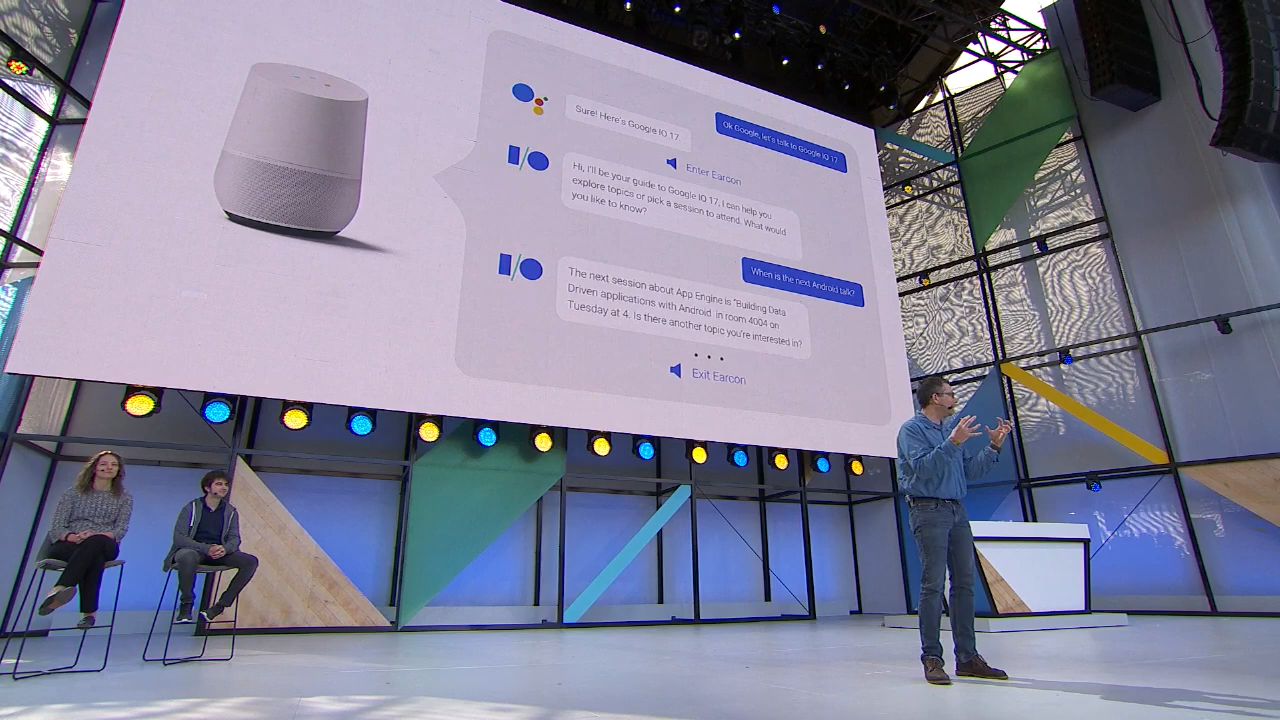 Ok Google, let's talk to Google IO 17
Sure! Here's Google IO 17
Enter Earcon
I/O
Hi, I'll be your guide to Google IO 17. I can help you
explore topics or pick a session to attend. What would
you like to know?
When is the next Android talk?
I/O
The next session about App Engine is "Building Data
Driven applications with Android in room 4004 on
Tuesday at 4. Is there another topic you're interested in?
...
Exit Earcon